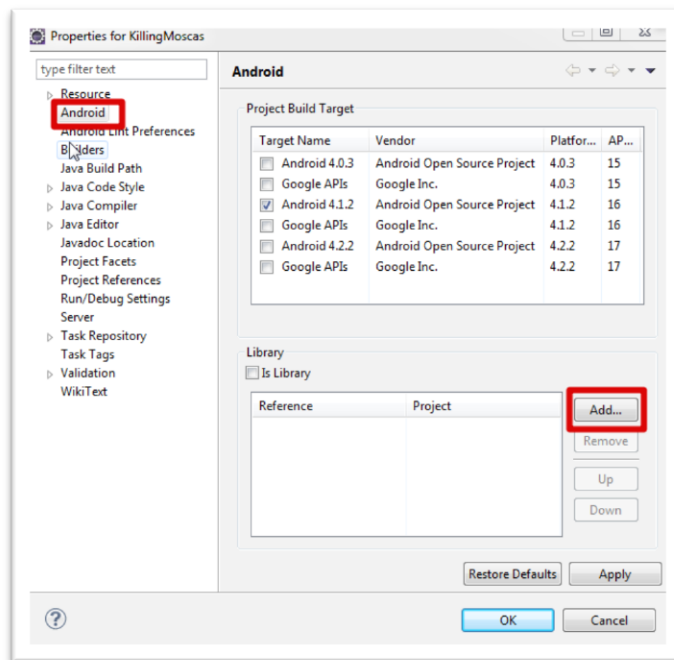 Properties for KillingMoscas
type filter text
Resource
Android
Android Lint Preferences
Builders
Java Build Path
Java Code Style
Java Compiler
Java Editor
Javadoc Location
Project Facets
Project References
Run/Debug Settings
Server
Task Repository
Task Tags
Validation
WikiText
Android
Project Build Target
Target Name Vendor Platfor... AP...
Android 4.0.3 Android Open Source Project 4.0.3 15
Google APIs Google Inc. 4.0.3 15
Android 4.1.2 Android Open Source Project 4.1.2 16
Google APIs Google Inc. 4.1.2 16
Android 4.2.2 Android Open Source Project 4.2.2 17
Google APIs Google Inc. 4.2.2 17
Library
Is Library
Reference Project
Add...
Remove
Up
Down
Restore Defaults Apply
? OK Cancel